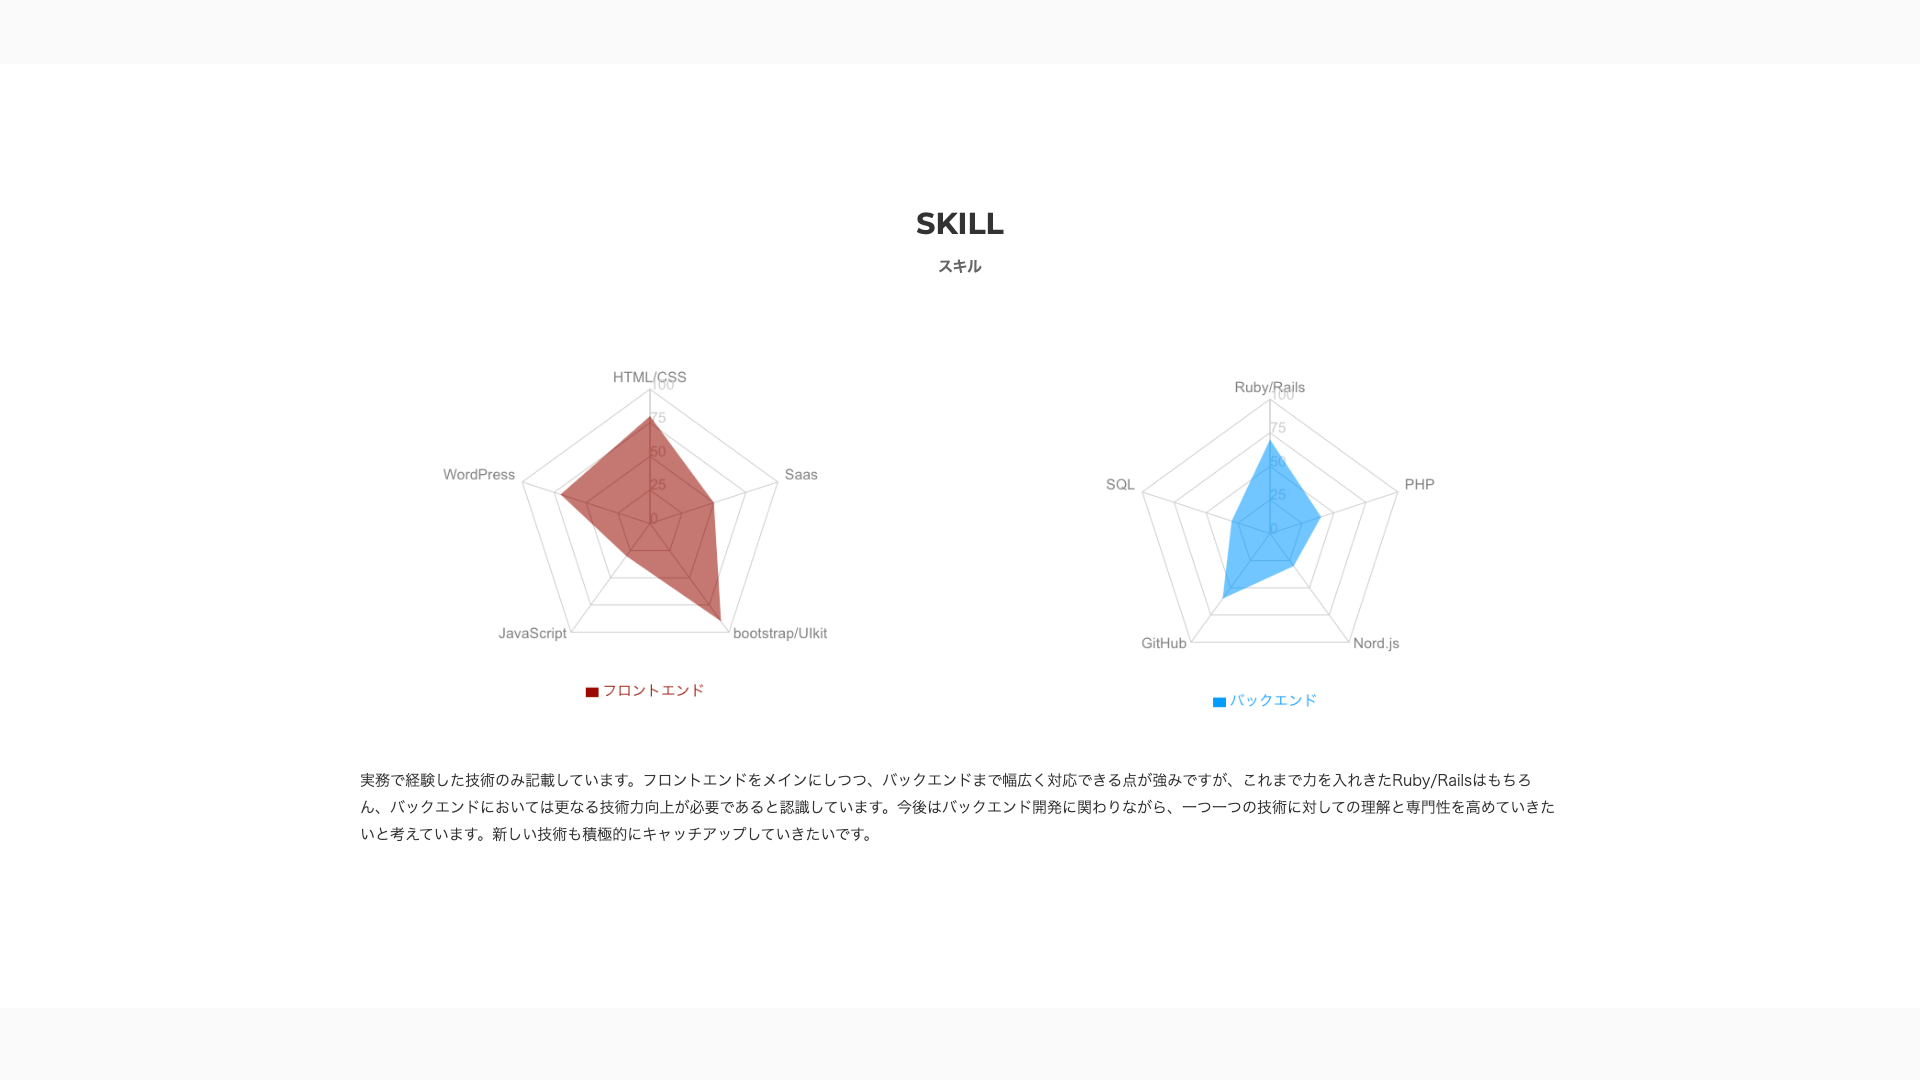 SKILL
スキル
HTML/CSS
100
75
50
25
0
WordPress
Saas
JavaScript
bootstrap/UIkit
フロントエンド
Ruby/Rails
100
75
50
25
0
SQL
PHP
GitHub
Nord.js
バックエンド
実務で経験した技術のみ記載しています。フロントエンドをメインにしつつ、バックエンドまで幅広く対応できる点が強みですが、これまで力を入れきたRuby/Railsはもちろ
ん、バックエンドにおいては更なる技術力向上が必要であると認識しています。今後はバックエンド開発に関わりながら、一つ一つの技術に対しての理解と専門性を高めていきた
いと考えています。新しい技術も積極的にキャッチアップしていきたいです。